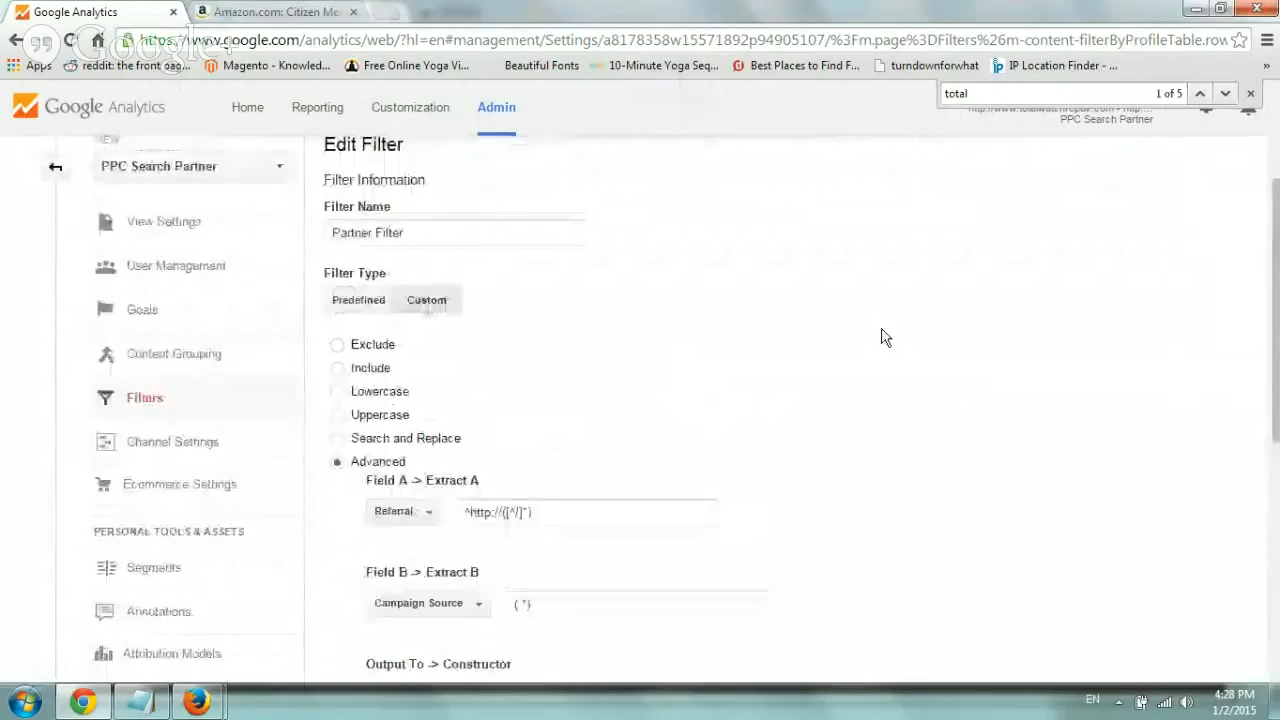 Google Analytics
Amazon.com: Citizen Me
Google+
https://www.google.com/analytics/web/?hl=en#management/Settings/a8178358w15571892p94905107/%3Fm.page%3DFilters%26m-content-filterByProfileTable.row
Apps
reddit: the front pag...
Magento - Knowled...
Free Online Yoga Vi...
Beautiful Fonts
10-Minute Yoga Seq...
Best Places to Find F...
turndownforwhat
IP Location Finder - ...
»
total
1 of 5
Google Analytics
Home
Reporting
Customization
Admin
PPC Search Partner
PPC Search Partner
Edit Filter
Filter Information
Filter Name
Partner Filter
Filter Type
Predefined
Custom
View Settings
User Management
Goals
Content Grouping
Filters
Channel Settings
Ecommerce Settings
PERSONAL TOOLS & ASSETS
Segments
Annotations
Attribution Models
Exclude
Include
Lowercase
Uppercase
Search and Replace
Advanced
Field A -> Extract A
Referral
Field B -> Extract B
Campaign Source
Output To -> Constructor
EN
4:28 PM
1/2/2015